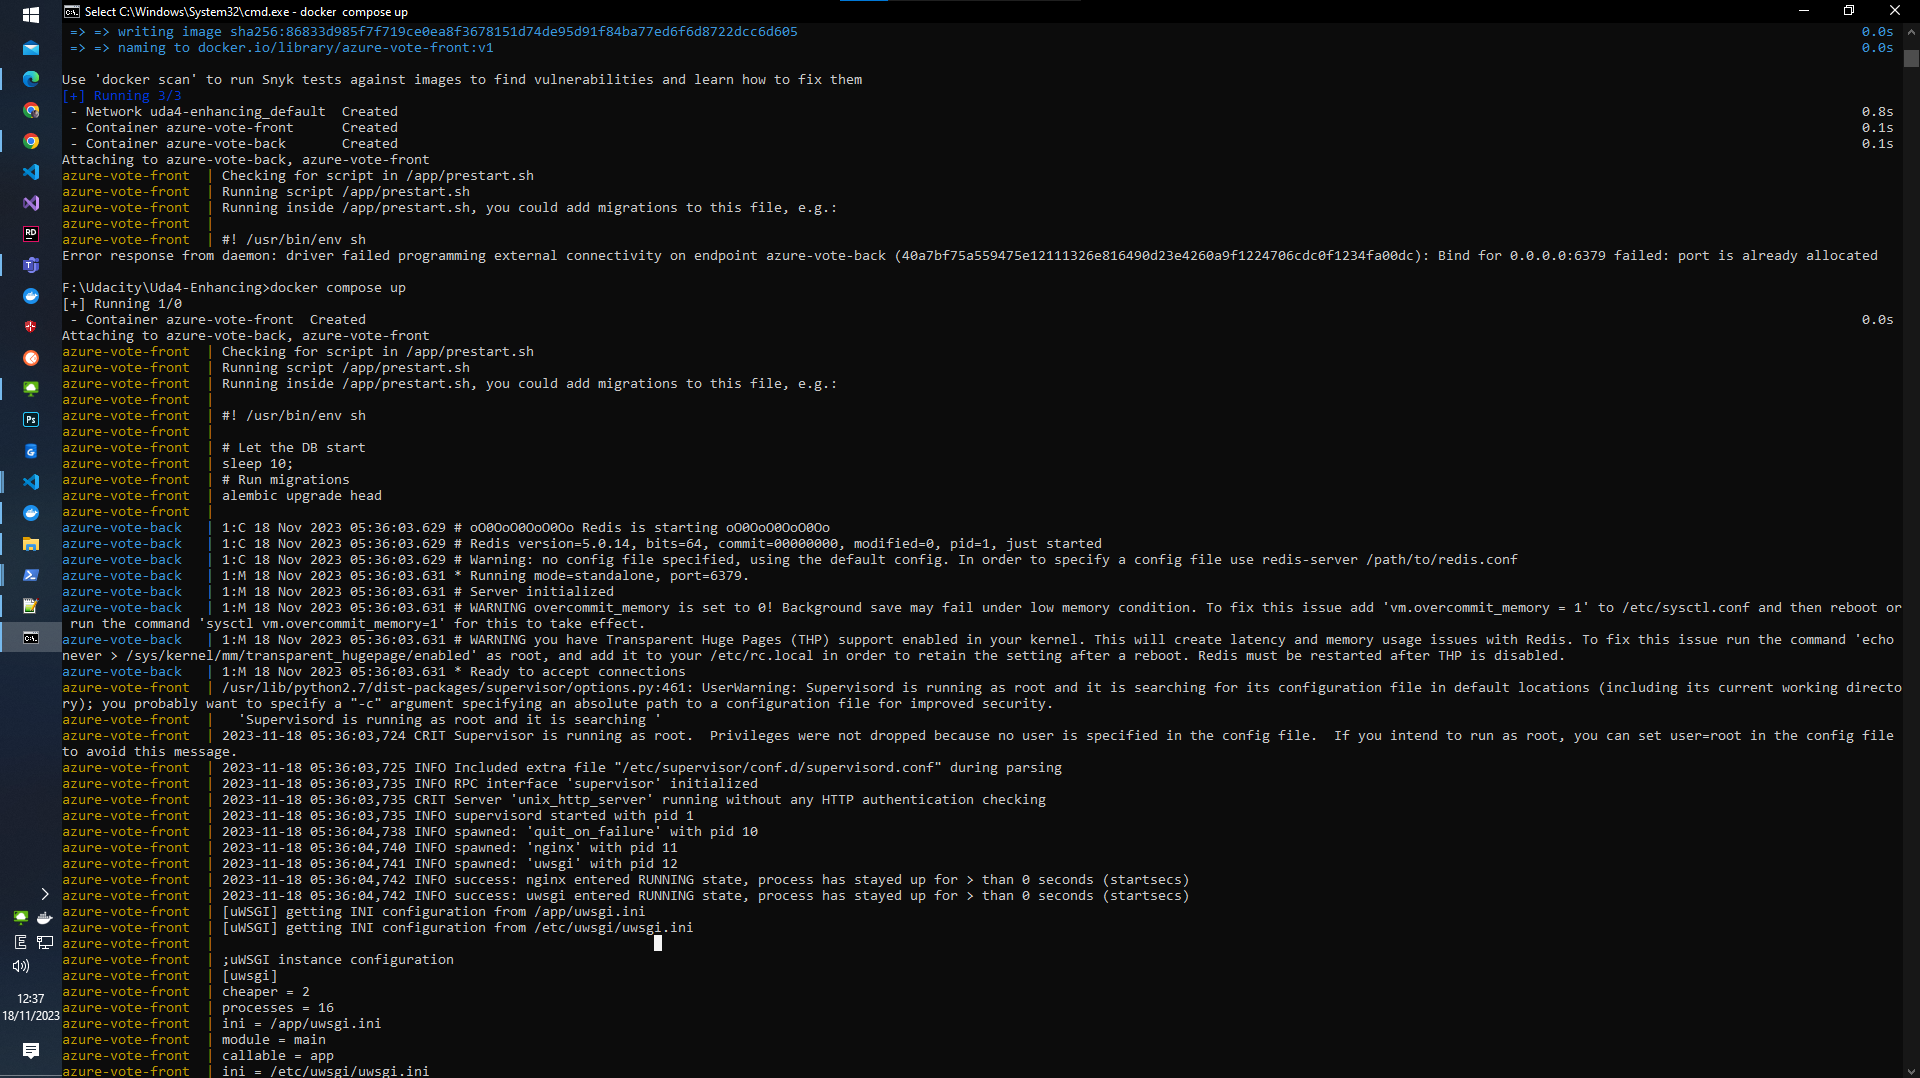 Select C:\Windows\System32\cmd.exe - docker  compose up
=> => writing image sha256:86833d985f7f719ce0ea8f3678151d74de95d91f84ba77ed6f6d8722dcc6d605 0.0s
=> => naming to docker.io/library/azure-vote-front:v1 0.0s
Use 'docker scan' to run Snyk tests against images to find vulnerabilities and learn how to fix them
[+] Running 3/3
- Network uda4-enhancing_default  Created 0.8s
- Container azure-vote-front      Created 0.1s
- Container azure-vote-back       Created 0.1s
Attaching to azure-vote-back, azure-vote-front
azure-vote-front  | Checking for script in /app/prestart.sh
azure-vote-front  | Running script /app/prestart.sh
azure-vote-front  | Running inside /app/prestart.sh, you could add migrations to this file, e.g.:
azure-vote-front  |
azure-vote-front  | #! /usr/bin/env sh
Error response from daemon: driver failed programming external connectivity on endpoint azure-vote-back (40a7bf75a559475e12111326e816490d23e4260a9f1224706cdc0f1234fa00dc): Bind for 0.0.0.0:6379 failed: port is already allocated
F:\Udacity\Uda4-Enhancing>docker compose up
[+] Running 1/0
- Container azure-vote-front  Created 0.0s
Attaching to azure-vote-back, azure-vote-front
azure-vote-front  | Checking for script in /app/prestart.sh
azure-vote-front  | Running script /app/prestart.sh
azure-vote-front  | Running inside /app/prestart.sh, you could add migrations to this file, e.g.:
azure-vote-front  |
azure-vote-front  | #! /usr/bin/env sh
azure-vote-front  |
azure-vote-front  | # Let the DB start
azure-vote-front  | sleep 10;
azure-vote-front  | # Run migrations
azure-vote-front  | alembic upgrade head
azure-vote-front  |
azure-vote-back   | 1:C 18 Nov 2023 05:36:03.629 # oO0OoO0OoO0Oo Redis is starting oO0OoO0OoO0Oo
azure-vote-back   | 1:C 18 Nov 2023 05:36:03.629 # Redis version=5.0.14, bits=64, commit=00000000, modified=0, pid=1, just started
azure-vote-back   | 1:C 18 Nov 2023 05:36:03.629 # Warning: no config file specified, using the default config. In order to specify a config file use redis-server /path/to/redis.conf
azure-vote-back   | 1:M 18 Nov 2023 05:36:03.631 * Running mode=standalone, port=6379.
azure-vote-back   | 1:M 18 Nov 2023 05:36:03.631 # Server initialized
azure-vote-back   | 1:M 18 Nov 2023 05:36:03.631 # WARNING overcommit_memory is set to 0! Background save may fail under low memory condition. To fix this issue add 'vm.overcommit_memory = 1' to /etc/sysctl.conf and then reboot or
run the command 'sysctl vm.overcommit_memory=1' for this to take effect.
azure-vote-back   | 1:M 18 Nov 2023 05:36:03.631 # WARNING you have Transparent Huge Pages (THP) support enabled in your kernel. This will create latency and memory usage issues with Redis. To fix this issue run the command 'echo
never > /sys/kernel/mm/transparent_hugepage/enabled' as root, and add it to your /etc/rc.local in order to retain the setting after a reboot. Redis must be restarted after THP is disabled.
azure-vote-back   | 1:M 18 Nov 2023 05:36:03.631 * Ready to accept connections
azure-vote-front  | /usr/lib/python2.7/dist-packages/supervisor/options.py:461: UserWarning: Supervisord is running as root and it is searching for its configuration file in default locations (including its current working directo
ry); you probably want to specify a "-c" argument specifying an absolute path to a configuration file for improved security.
azure-vote-front  |   'Supervisord is running as root and it is searching '
azure-vote-front  | 2023-11-18 05:36:03,724 CRIT Supervisor is running as root.  Privileges were not dropped because no user is specified in the config file.  If you intend to run as root, you can set user=root in the config file
to avoid this message.
azure-vote-front  | 2023-11-18 05:36:03,725 INFO Included extra file "/etc/supervisor/conf.d/supervisord.conf" during parsing
azure-vote-front  | 2023-11-18 05:36:03,735 INFO RPC interface 'supervisor' initialized
azure-vote-front  | 2023-11-18 05:36:03,735 CRIT Server 'unix_http_server' running without any HTTP authentication checking
azure-vote-front  | 2023-11-18 05:36:03,735 INFO supervisord started with pid 1
azure-vote-front  | 2023-11-18 05:36:04,738 INFO spawned: 'quit_on_failure' with pid 10
azure-vote-front  | 2023-11-18 05:36:04,740 INFO spawned: 'nginx' with pid 11
azure-vote-front  | 2023-11-18 05:36:04,741 INFO spawned: 'uwsgi' with pid 12
azure-vote-front  | 2023-11-18 05:36:04,742 INFO success: nginx entered RUNNING state, process has stayed up for > than 0 seconds (startsecs)
azure-vote-front  | 2023-11-18 05:36:04,742 INFO success: uwsgi entered RUNNING state, process has stayed up for > than 0 seconds (startsecs)
azure-vote-front  | [uWSGI] getting INI configuration from /app/uwsgi.ini
azure-vote-front  | [uWSGI] getting INI configuration from /etc/uwsgi/uwsgi.ini
azure-vote-front  |
azure-vote-front  | ;uWSGI instance configuration
azure-vote-front  | [uwsgi]
azure-vote-front  | cheaper = 2
azure-vote-front  | processes = 16
azure-vote-front  | ini = /app/uwsgi.ini
azure-vote-front  | module = main
azure-vote-front  | callable = app
azure-vote-front  | ini = /etc/uwsgi/uwsgi.ini
RD
Ps
E
12:37
18/11/2023